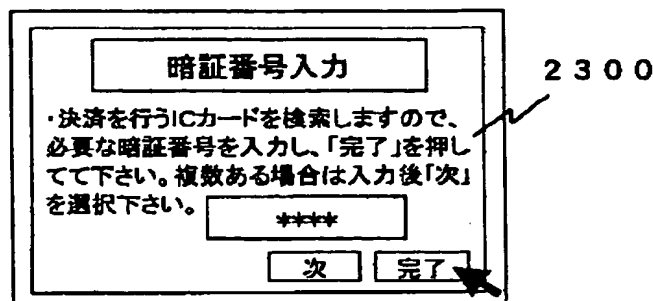 暗証番号入力
２３００
・決済を行うICカードを検索しますので、
必要な暗証番号を入力し、「完了」を押し
てて下さい。複数ある場合は入力後「次」
を選択下さい。
****
次 完了